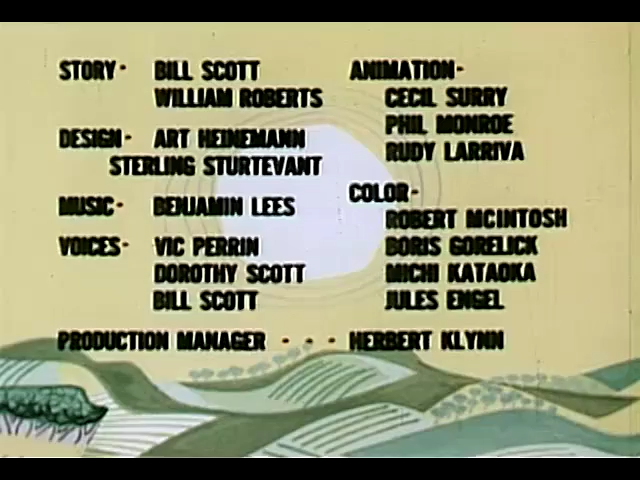 STORY- BILL SCOTT
WILLIAM ROBERTS
DESIGN- ART HEINEMANN
STERLING STURTEVANT
MUSIC- BENJAMIN LEES
VOICES- VIC PERRIN
DOROTHY SCOTT
BILL SCOTT
ANIMATION-
CECIL SURRY
PHIL MONROE
RUDY LARRIVA
COLOR-
ROBERT MCINTOSH
BORIS GORELICK
MICHI KATAOKA
JULES ENGEL
PRODUCTION MANAGER - - - HERBERT KLYNN